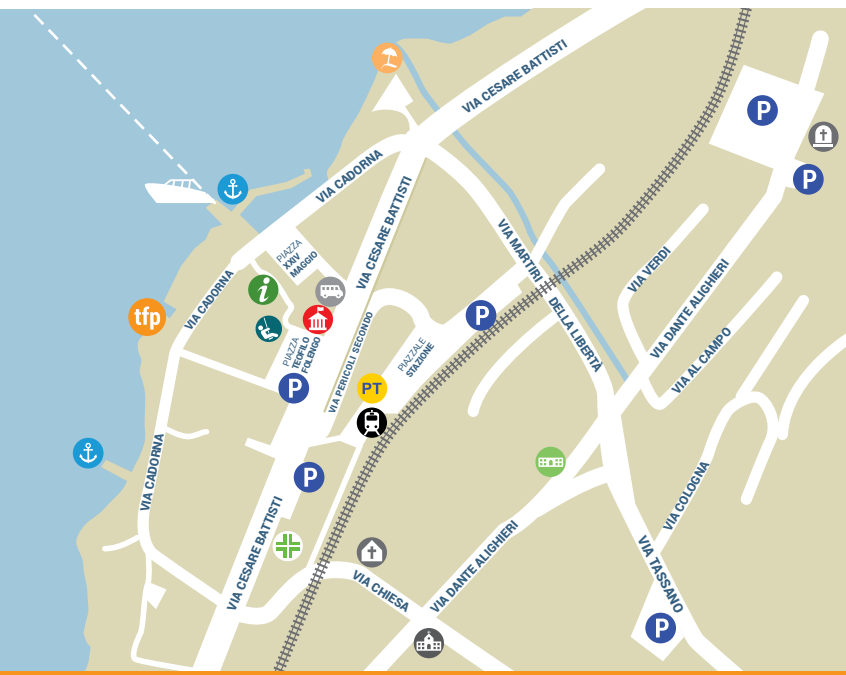 VIA CESARE BATTISTI
P
P
VIA CADORNA
VIA CESARE BATTISTI
PIAZZA
XXIV
MAGGIO
VIA MARTIRI
DELLA LIBERTÀ
VIA VERDI
VIA DANTE ALIGHIERI
VIA AL CAMPO
i
VIA CADORNA
tfp
P
PIAZZA
TEOFILO
FOLENGO
VIA PERICOLI SECONDO
PIAZZALE
STAZIONE
P
PT
VIA CADORNA
P
VIA COLOGNA
VIA CESARE BATTISTI
VIA CHIESA
VIA DANTE ALIGHIERI
VIA TASSANO
P